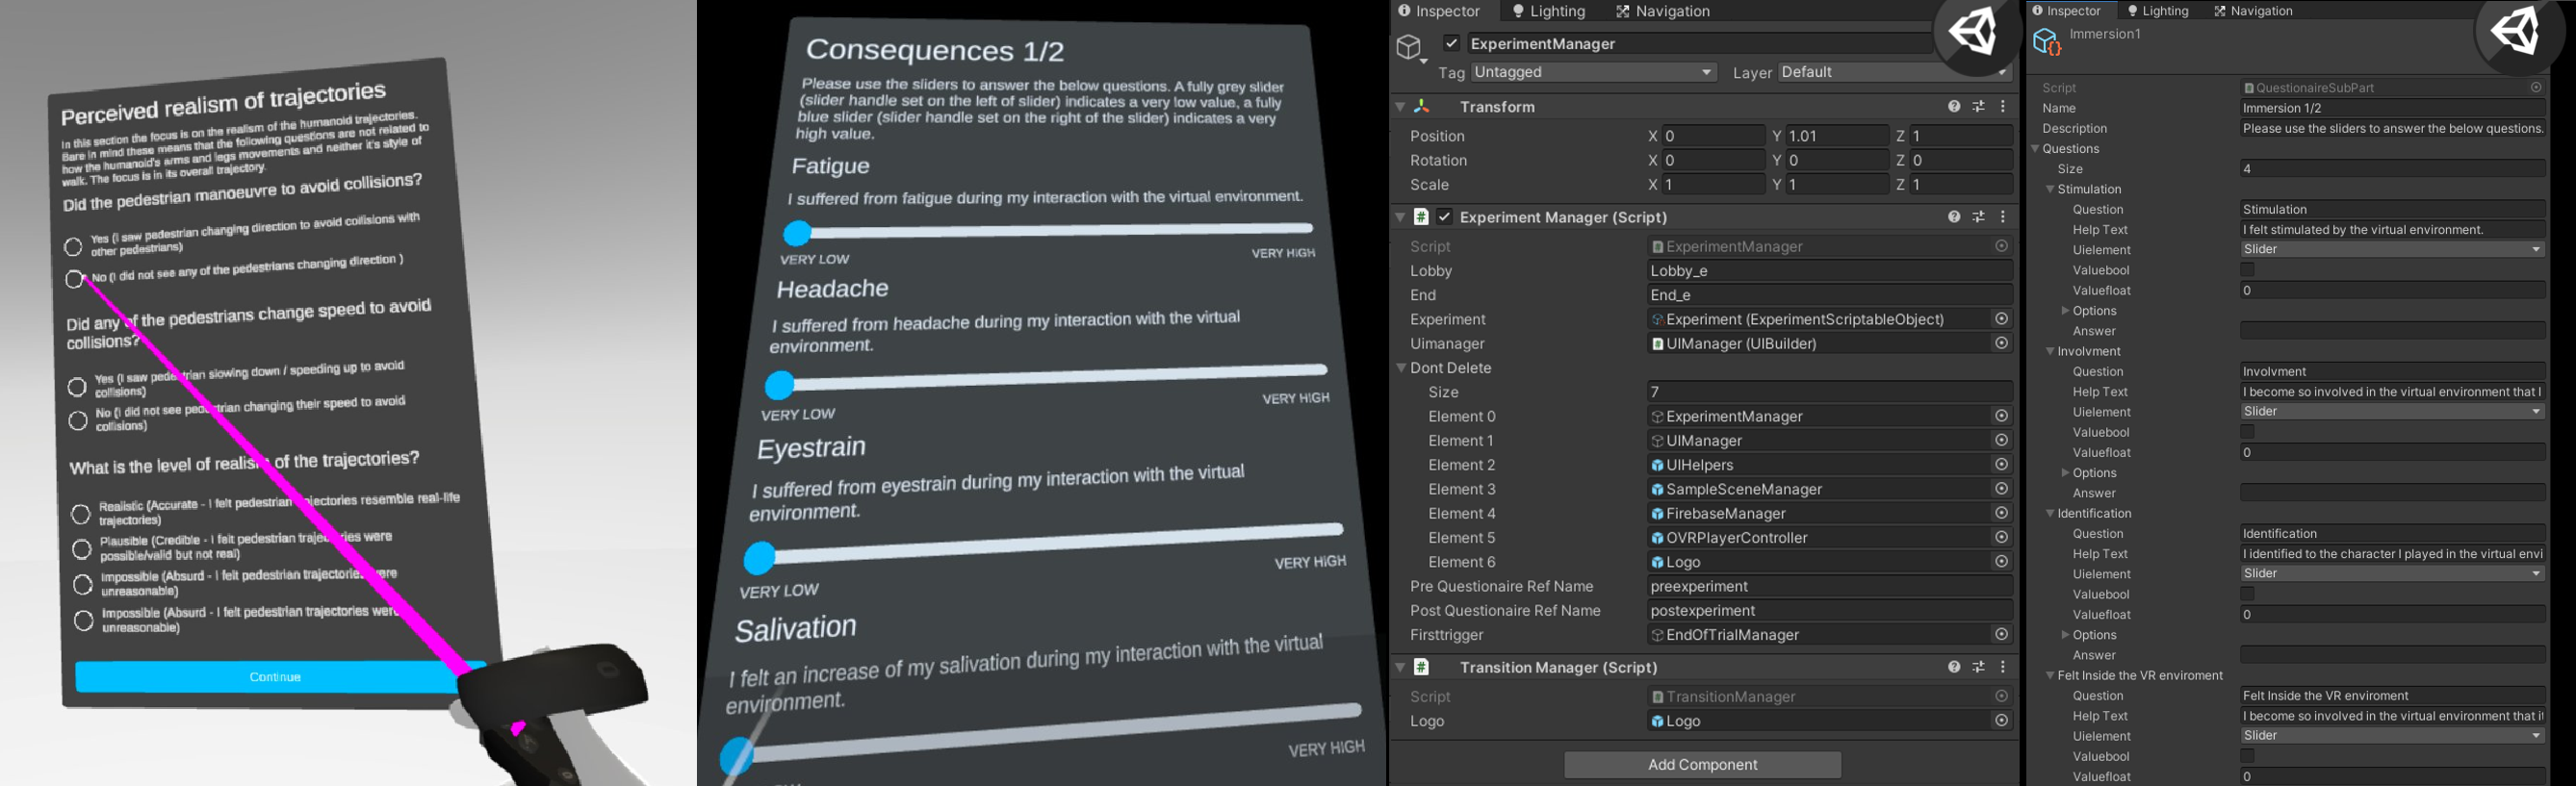 Perceived realism of trajectories
In this section the focus is on the realism of the humanoid trajectories.
Bare in mind these means that the following questions are not related to
how the humanoid's arms and legs movements and neither it's style of
walk. The focus is in its overall trajectory.
Did the pedestrian manoeuvre to avoid collisions?
Yes (I saw pedestrian changing direction to avoid collisions with
other pedestrians)
No (I did not see any of the pedestrians changing direction )
Did any of the pedestrians change speed to avoid
collisions?
Yes (I saw pedestrian slowing down / speeding up to avoid
collisions)
No (I did not see pedestrian changing their speed to avoid
collisions)
What is the level of realism of the trajectories?
Realistic (Accurate - I felt pedestrian trajectories resemble real-life
trajectories)
Plausible (Credible - I felt pedestrian trajectories were
possible/valid but not real)
Impossible (Absurd - I felt pedestrian trajectories were
unreasonable)
Impossible (Absurd - I felt pedestrian trajectories were
unreasonable)
Continue
Consequences 1/2
Please use the sliders to answer the below questions. A fully grey slider
(slider handle set on the left of slider) indicates a very low value, a fully
blue slider (slider handle set on the right of the slider) indicates a very
high value.
Fatigue
I suffered from fatigue during my interaction with the virtual environment.
VERY LOW VERY HIGH
Headache
I suffered from headache during my interaction with the virtual
environment.
VERY LOW VERY HIGH
Eyestrain
I suffered from eyestrain during my interaction with the virtual
environment.
VERY LOW VERY HIGH
Salivation
I felt an increase of my salivation during my interaction with the virtual
environment.
VERY HIGH
Inspector Lighting Navigation
ExperimentManager
Tag Untagged Layer Default
Transform
Position X 0 Y 1.01 Z 1
Rotation X 0 Y 0 Z 0
Scale X 1 Y 1 Z 1
Experiment Manager (Script)
Script ExperimentManager
Lobby Lobby_e
End End_e
Experiment Experiment (ExperimentScriptableObject)
Uimanager UIManager (UIBuilder)
Dont Delete
Size 7
Element 0 ExperimentManager
Element 1 UIManager
Element 2 UIHelpers
Element 3 SampleSceneManager
Element 4 FirebaseManager
Element 5 OVRPlayerController
Element 6 Logo
Pre Questionaire Ref Name preexperiment
Post Questionaire Ref Name postexperiment
Firsttrigger EndOfTrialManager
Transition Manager (Script)
Script TransitionManager
Logo Logo
Add Component
Inspector Lighting Navigation
Immersion1
Script QuestionaireSubPart
Name Immersion 1/2
Description Please use the sliders to answer the below questions.
Questions
Size 4
Stimulation
Question Stimulation
Help Text I felt stimulated by the virtual environment.
Uielement Slider
Valuebool
Valuefloat 0
Options
Answer
Involvment
Question Involvment
Help Text I become so involved in the virtual environment that I
Uielement Slider
Valuebool
Valuefloat 0
Options
Answer
Identification
Question Identification
Help Text I identified to the character I played in the virtual envi
Uielement Slider
Valuebool
Valuefloat 0
Options
Answer
Felt Inside the VR enviroment
Question Felt Inside the VR enviroment
Help Text I become so involved in the virtual environment that it
Uielement Slider
Valuebool
Valuefloat 0